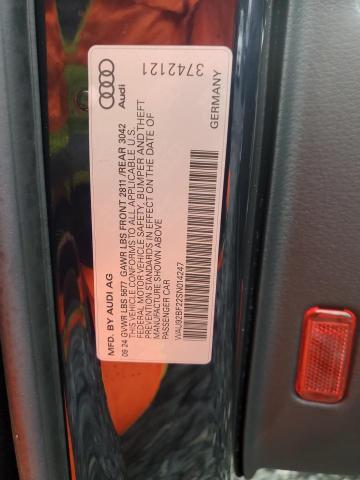 Audi
3742121
MFD. BY AUDI AG
09 24 GVWR LBS 5677 GAWR LBS FRONT 2811 /REAR 3042
THIS VEHICLE CONFORMS TO ALL APPLICABLE U.S.
FEDERAL MOTOR VEHICLE SAFETY, BUMPER AND THEFT
PREVENTION STANDARDS IN EFFECT ON THE DATE OF
MANUFACTURE SHOWN ABOVE
PASSENGER CAR
WAU92BF22SN014247
GERMANY